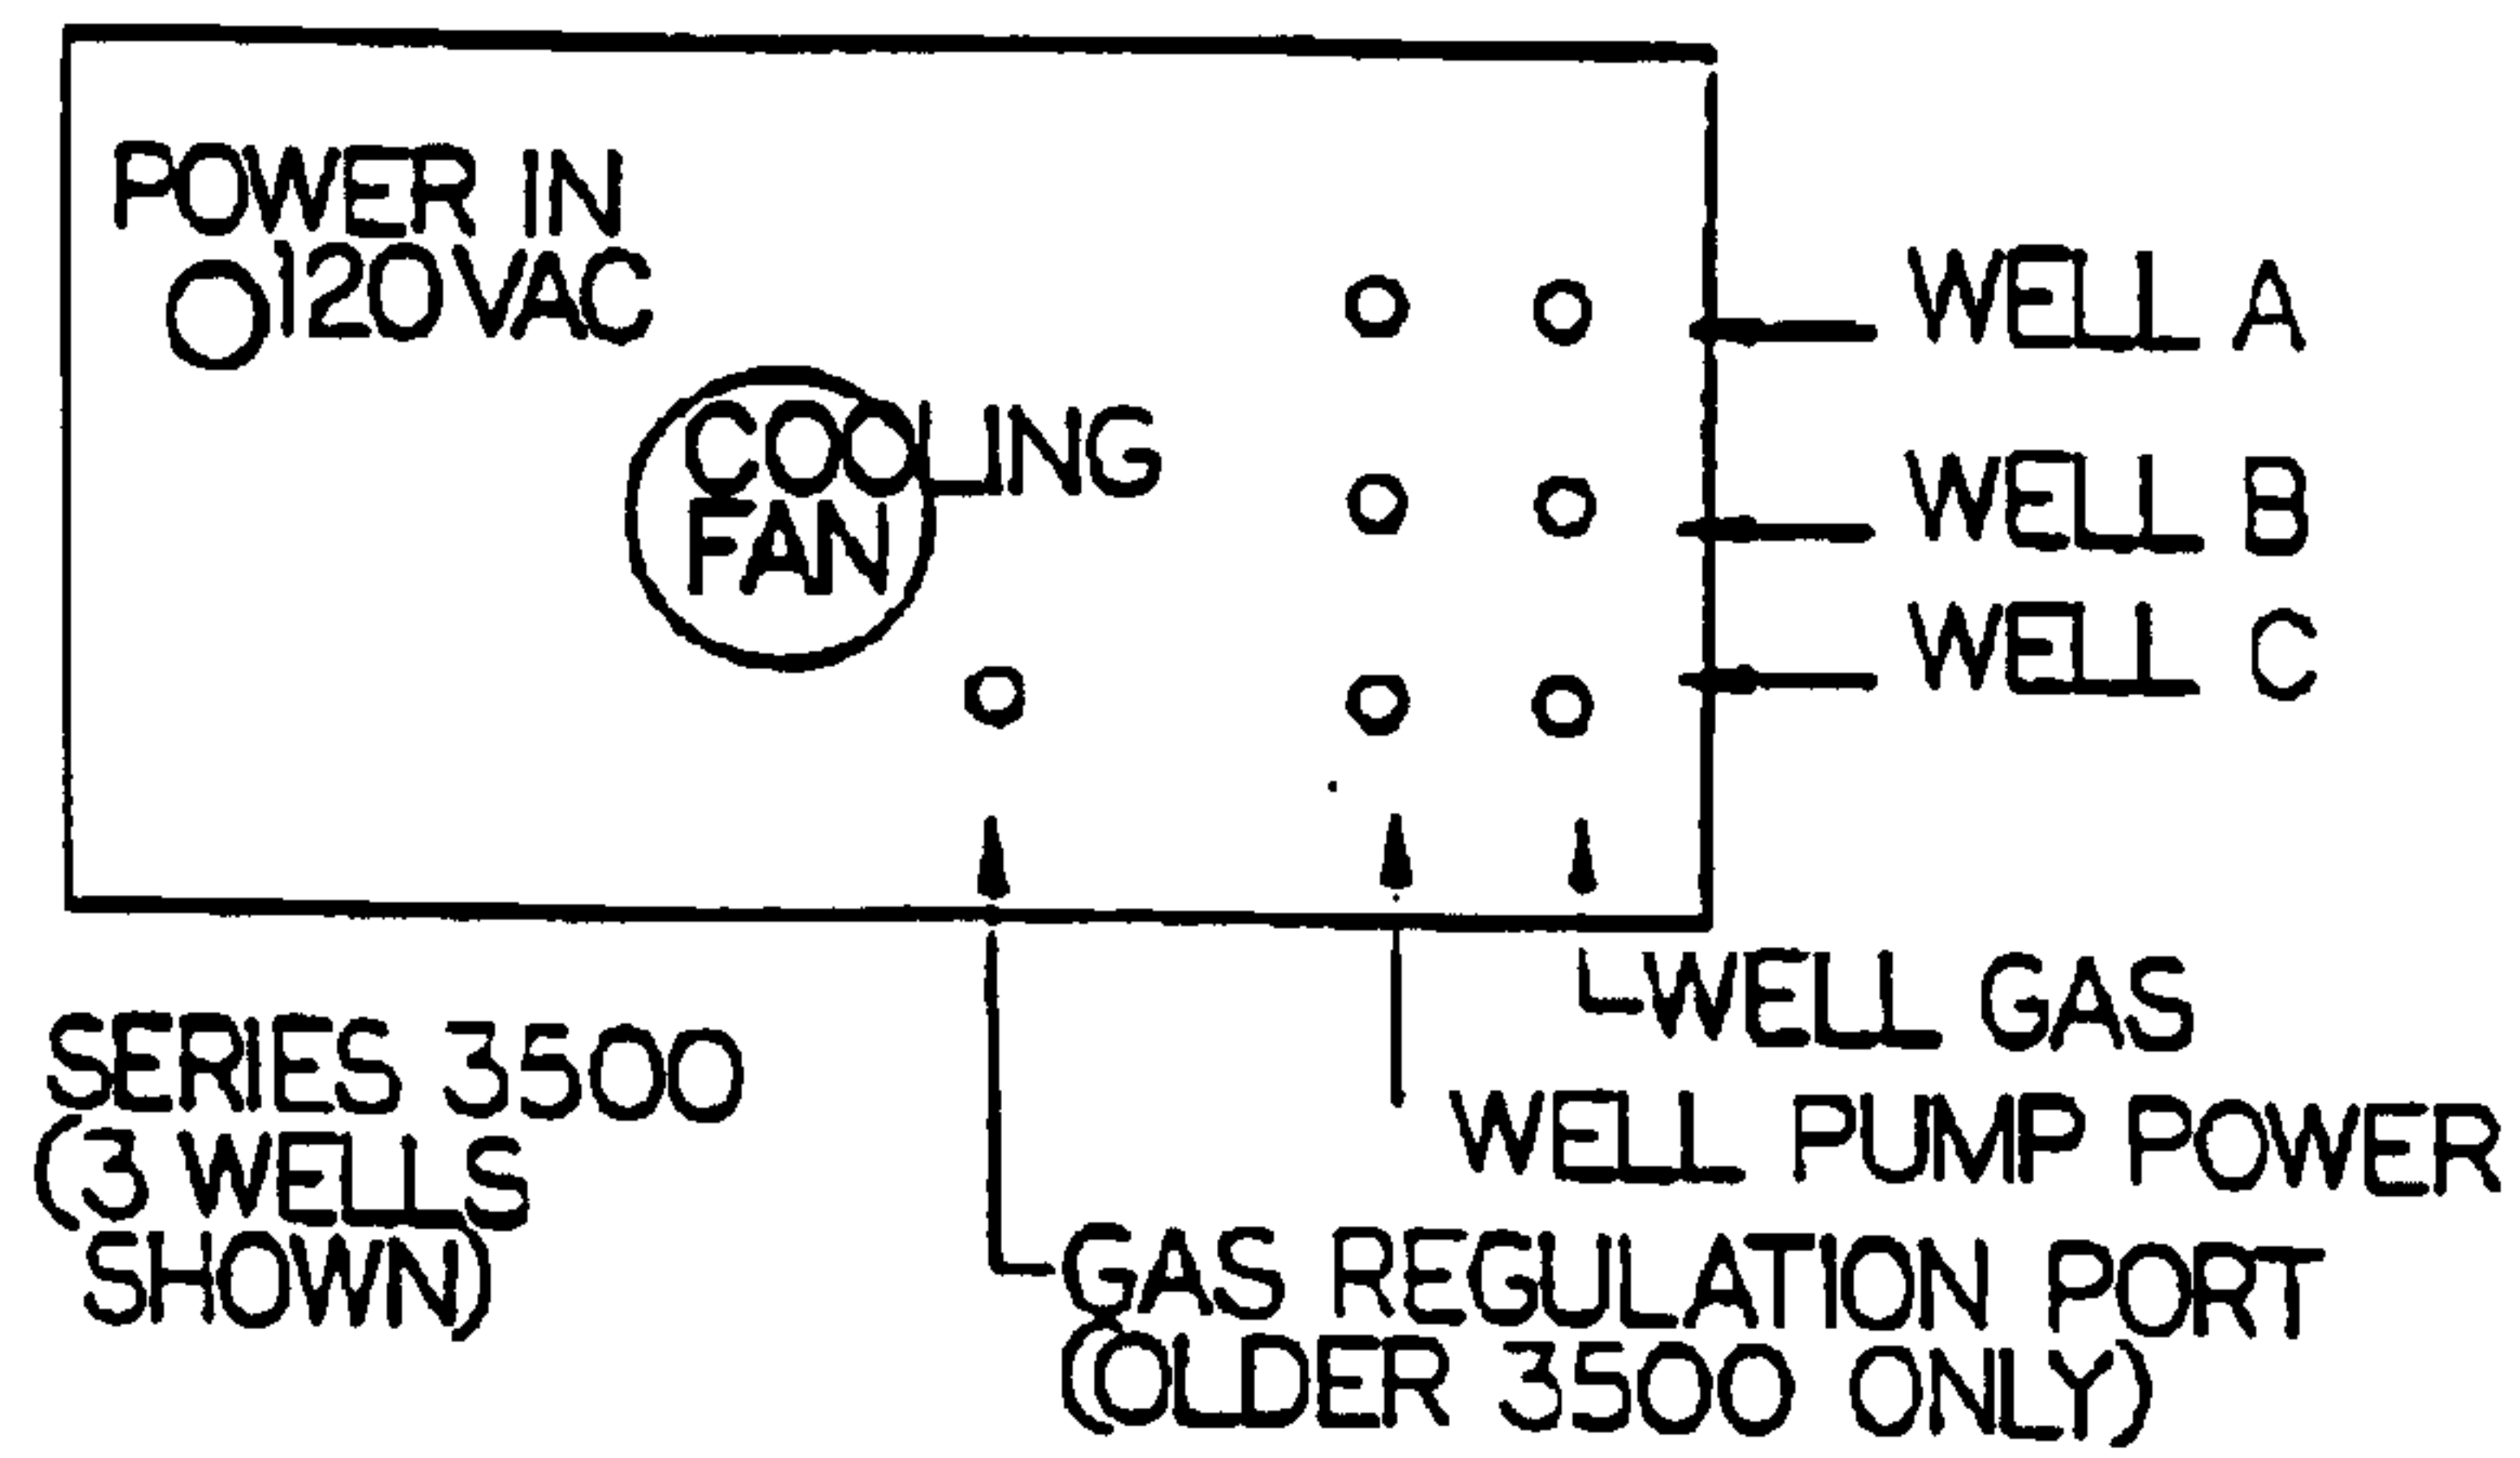 POWER IN
120VAC
COOLING
FAN
WELL A
WELL B
WELL C
WELL GAS
WELL PUMP POWER
GAS REGULATION PORT
(OLDER 3500 ONLY)
SERIES 3500
(3 WELLS
SHOWN)